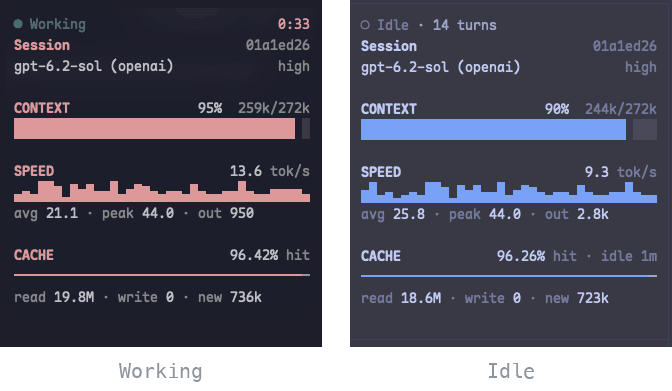 ● Working 0:33
Session 01a1ed26
gpt-6.2-sol (openai) high
CONTEXT 95% 259k/272k
SPEED 13.6 tok/s
avg 21.1 · peak 44.0 · out 950
CACHE 96.42% hit
read 19.8M · write 0 · new 736k
Working
○ Idle · 14 turns
Session 01a1ed26
gpt-6.2-sol (openai) high
CONTEXT 90% 244k/272k
SPEED 9.3 tok/s
avg 25.8 · peak 44.0 · out 2.8k
CACHE 96.26% hit · idle 1m
read 18.6M · write 0 · new 723k
Idle